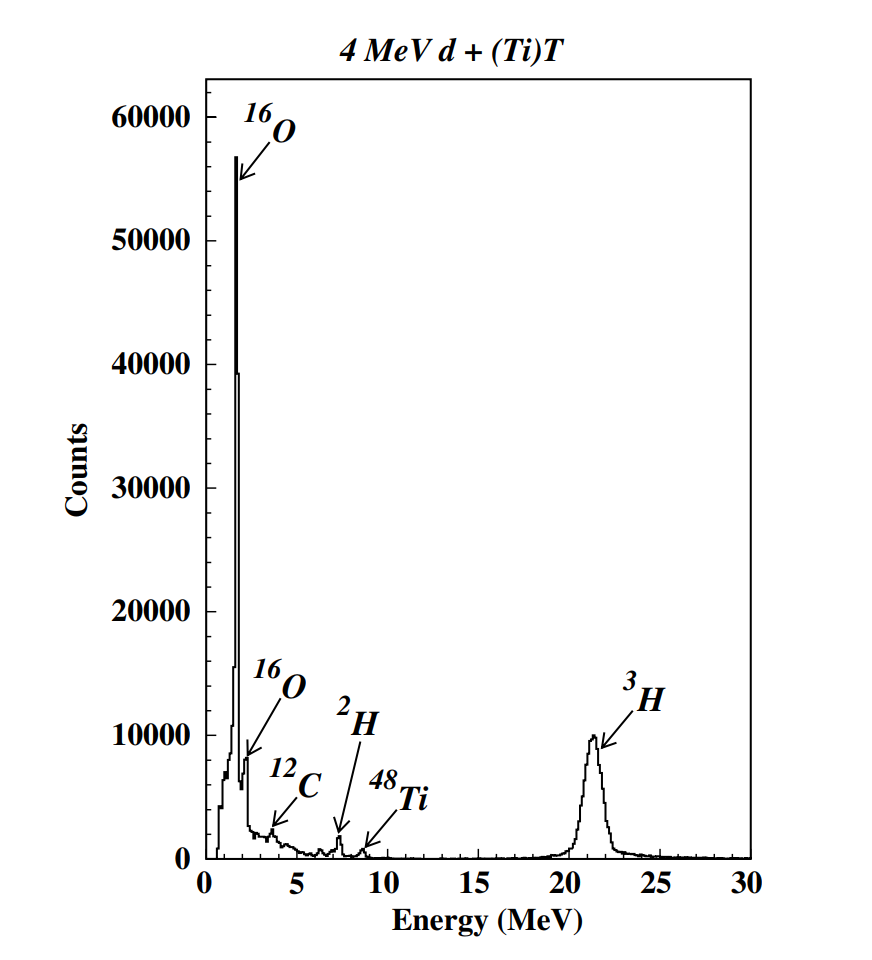 4 MeV d + (Ti)T
60000
50000
40000
30000
20000
10000
0
Counts
16O
16O
12C
2H
48Ti
3H
0 5 10 15 20 25 30
Energy (MeV)